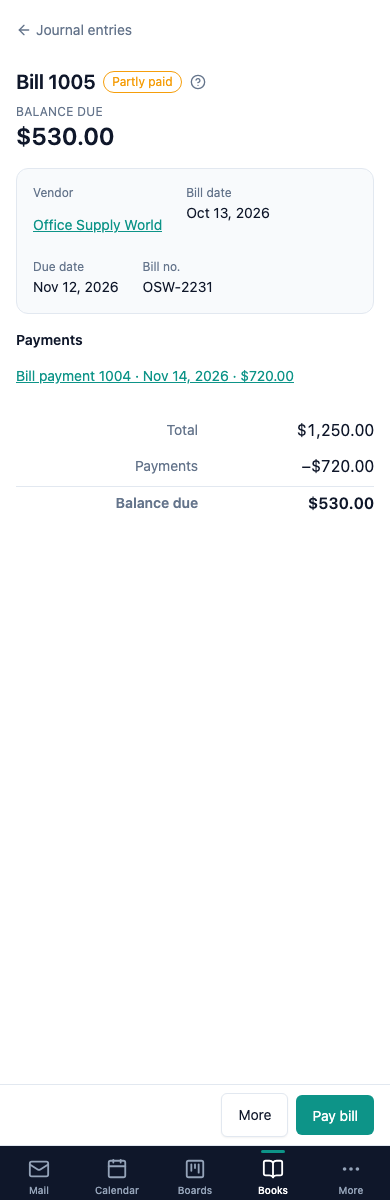 Journal entries
Bill 1005 Partly paid
BALANCE DUE
$530.00
Vendor
Office Supply World
Bill date
Oct 13, 2026
Due date
Nov 12, 2026
Bill no.
OSW-2231
Payments
Bill payment 1004 · Nov 14, 2026 · $720.00
Total $1,250.00
Payments –$720.00
Balance due $530.00
More Pay bill
Mail Calendar Boards Books More